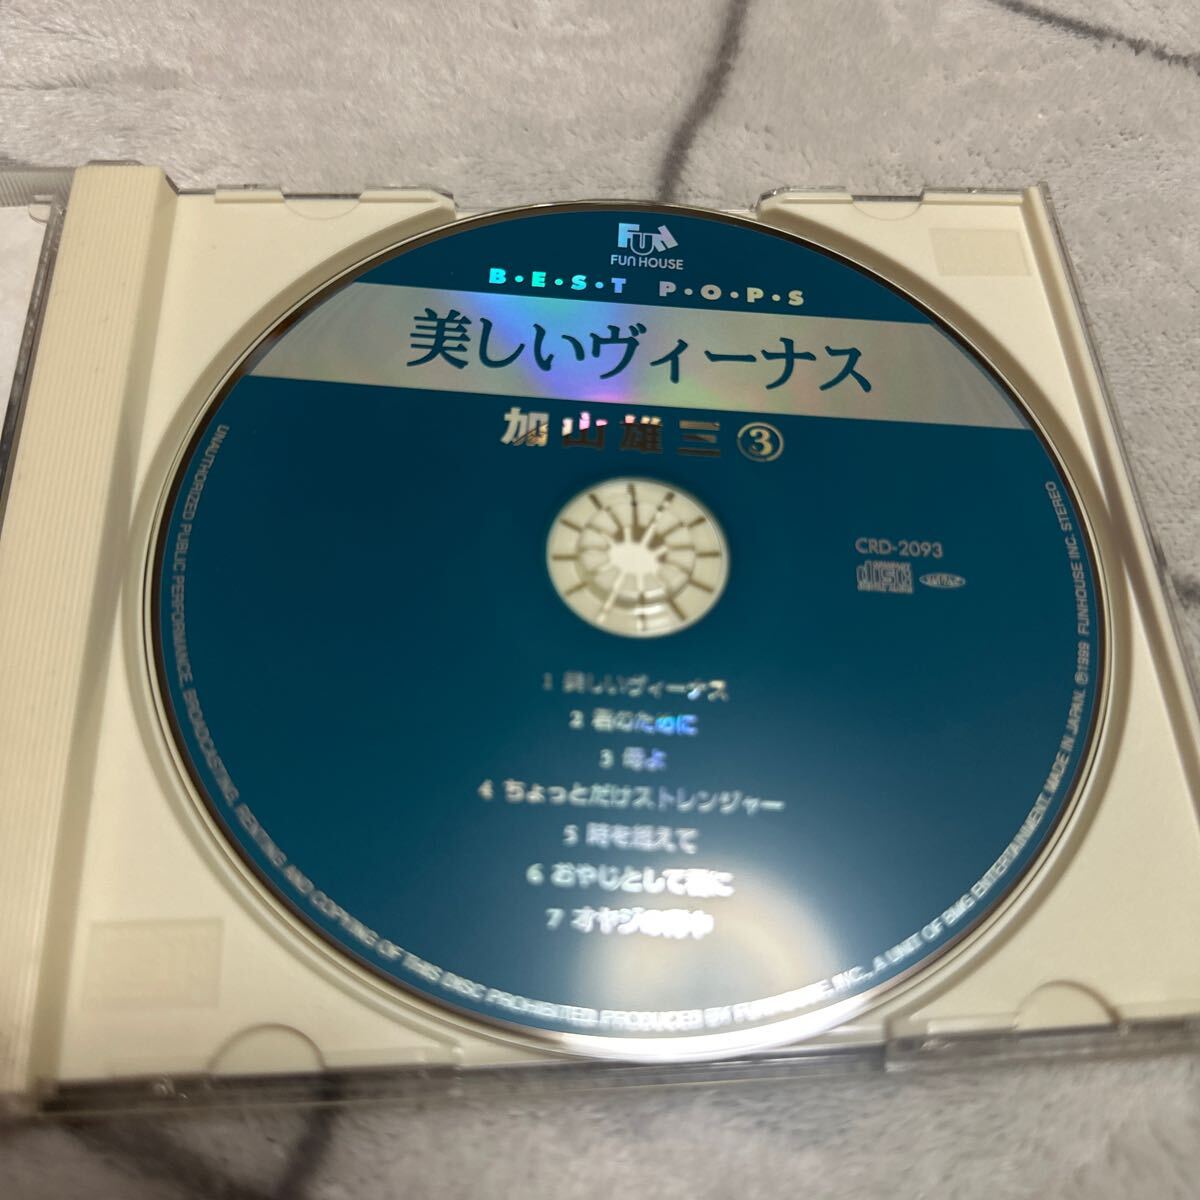 FUN
FUN HOUSE
B・E・S・T P・O・P・S
美しいヴィーナス
加山雄三③
CRD-2093
COMPACT
disc
DIGITAL AUDIO
1 美しいヴィーナス
2 君のために
3 母よ
4 ちょっとだけストレンジャー
5 時を越えて
6 おやじとして君に
7 オヤジの背中
UNAUTHORIZED PUBLIC PERFORMANCE, BROADCASTING, RENTING AND COPYING OF THIS DISC PROHIBITED. PRODUCED BY FUNHOUSE, INC., A UNIT OF BMG ENTERTAINMENT. MADE IN JAPAN. ℗1999 FUNHOUSE INC. STEREO